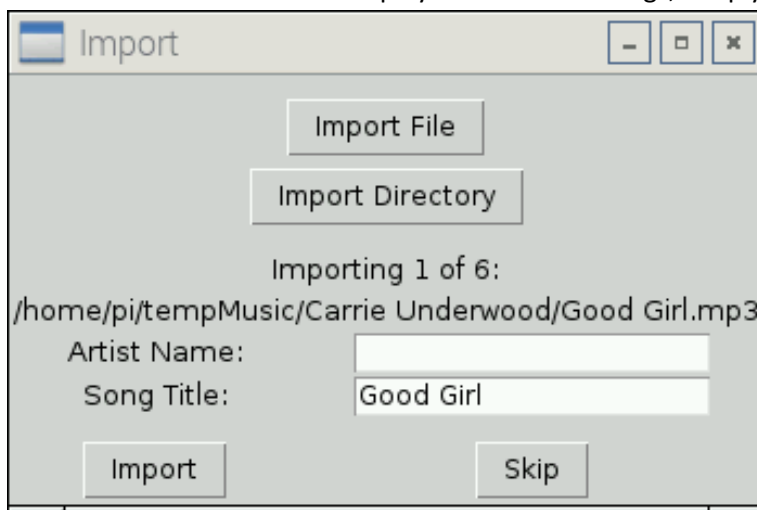 Import
Import File
Import Directory
Importing 1 of 6:
/home/pi/tempMusic/Carrie Underwood/Good Girl.mp3
Artist Name:
Song Title: Good Girl
Import Skip